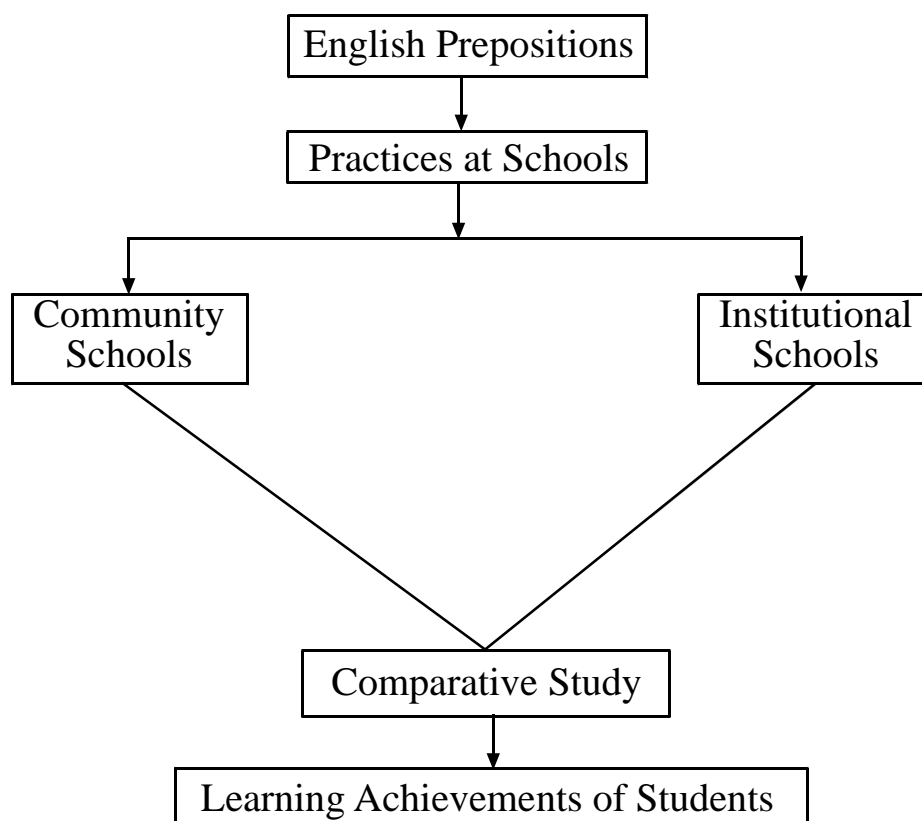 English Prepositions
Practices at Schools
Community
Schools
Institutional
Schools
Comparative Study
Learning Achievements of Students